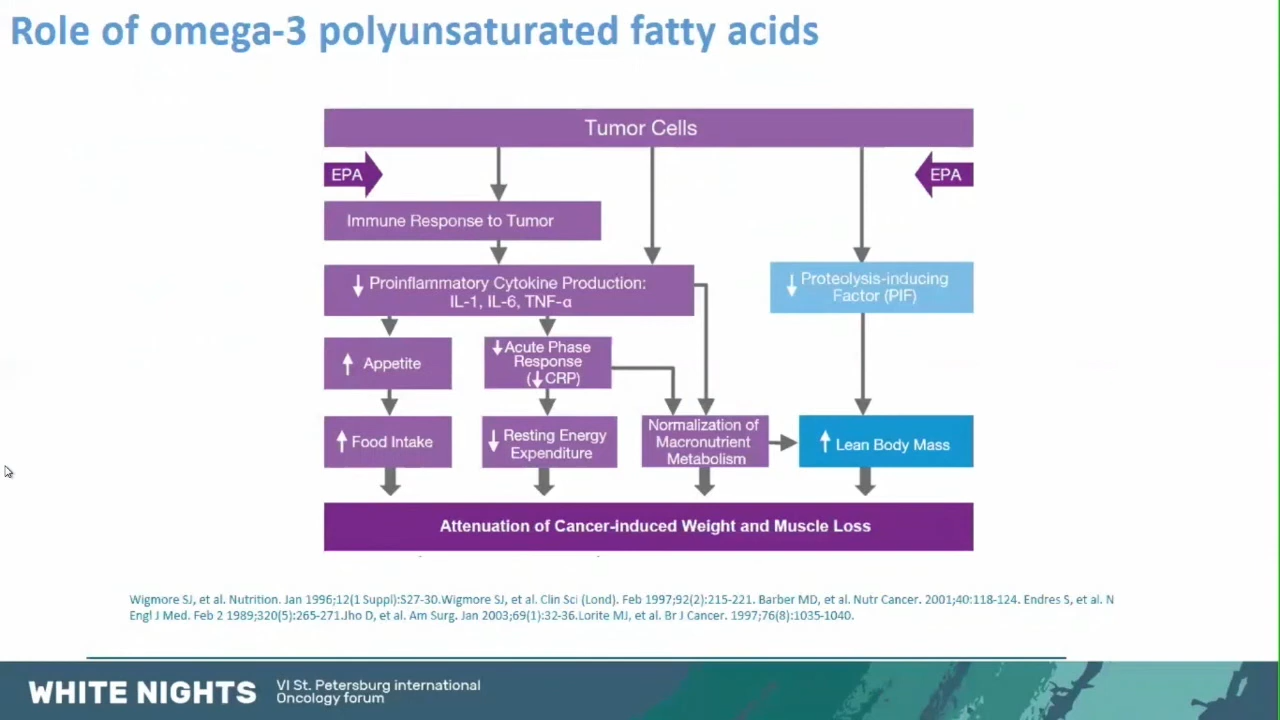 Role of omega-3 polyunsaturated fatty acids
Tumor Cells
EPA
EPA
Immune Response to Tumor
↓ Proinflammatory Cytokine Production:
IL-1, IL-6, TNF-α
↓ Proteolysis-inducing
Factor (PIF)
↑ Appetite
↓ Acute Phase
Response
(↓ CRP)
↑ Food Intake
↓ Resting Energy
Expenditure
Normalization of
Macronutrient
Metabolism
↑ Lean Body Mass
Attenuation of Cancer-induced Weight and Muscle Loss
Wigmore SJ, et al. Nutrition. Jan 1996;12(1 Suppl):S27-30.Wigmore SJ, et al. Clin Sci (Lond). Feb 1997;92(2):215-221. Barber MD, et al. Nutr Cancer. 2001;40:118-124. Endres S, et al. N
Engl J Med. Feb 2 1989;320(5):265-271.Jho D, et al. Am Surg. Jan 2003;69(1):32-36.Lorite MJ, et al. Br J Cancer. 1997;76(8):1035-1040.
WHITE NIGHTS
VI St. Petersburg international
Oncology forum